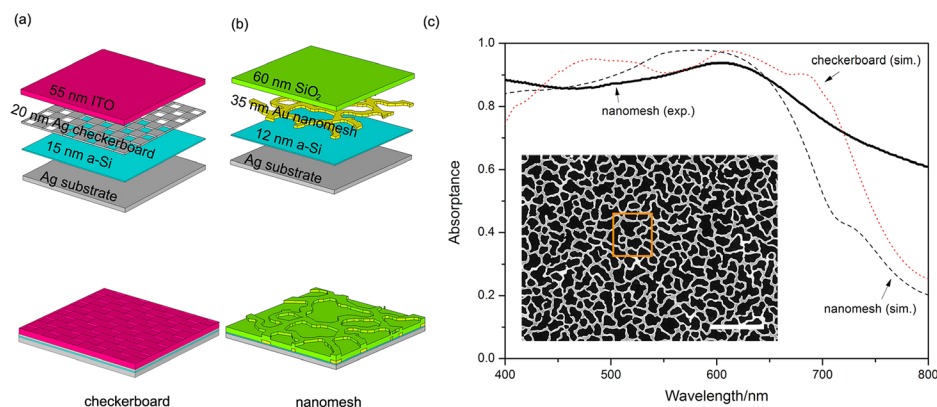 (a)
55 nm ITO
20 nm Ag checkerboard
15 nm a-Si
Ag substrate
checkerboard
(b)
60 nm SiO₂
35 nm Au nanomesh
12 nm a-Si
Ag substrate
nanomesh
(c)
Absorptance
1.0
0.8
0.6
0.4
0.2
0.0
checkerboard (sim.)
nanomesh (exp.)
nanomesh
(sim.)
400
500
600
700
800
Wavelength/nm